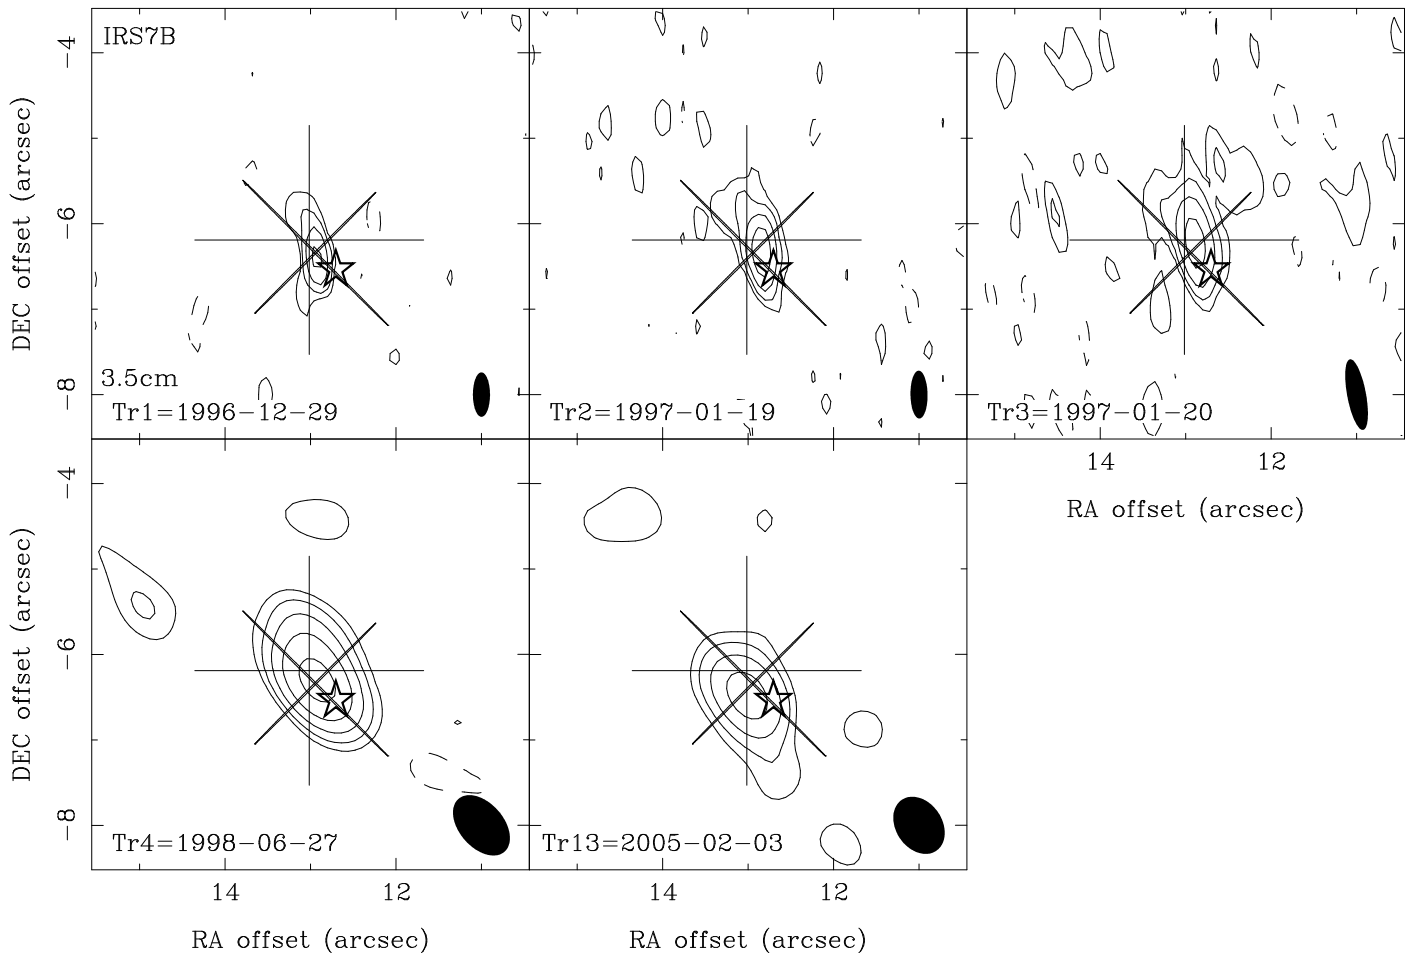 IRS7B
3.5cm
Tr1=1996-12-29
Tr2=1997-01-19
Tr3=1997-01-20
-4
-6
-8
DEC offset (arcsec)
14 12
RA offset (arcsec)
Tr4=1998-06-27
Tr13=2005-02-03
-4
-6
-8
DEC offset (arcsec)
14 12
14 12
RA offset (arcsec)
RA offset (arcsec)